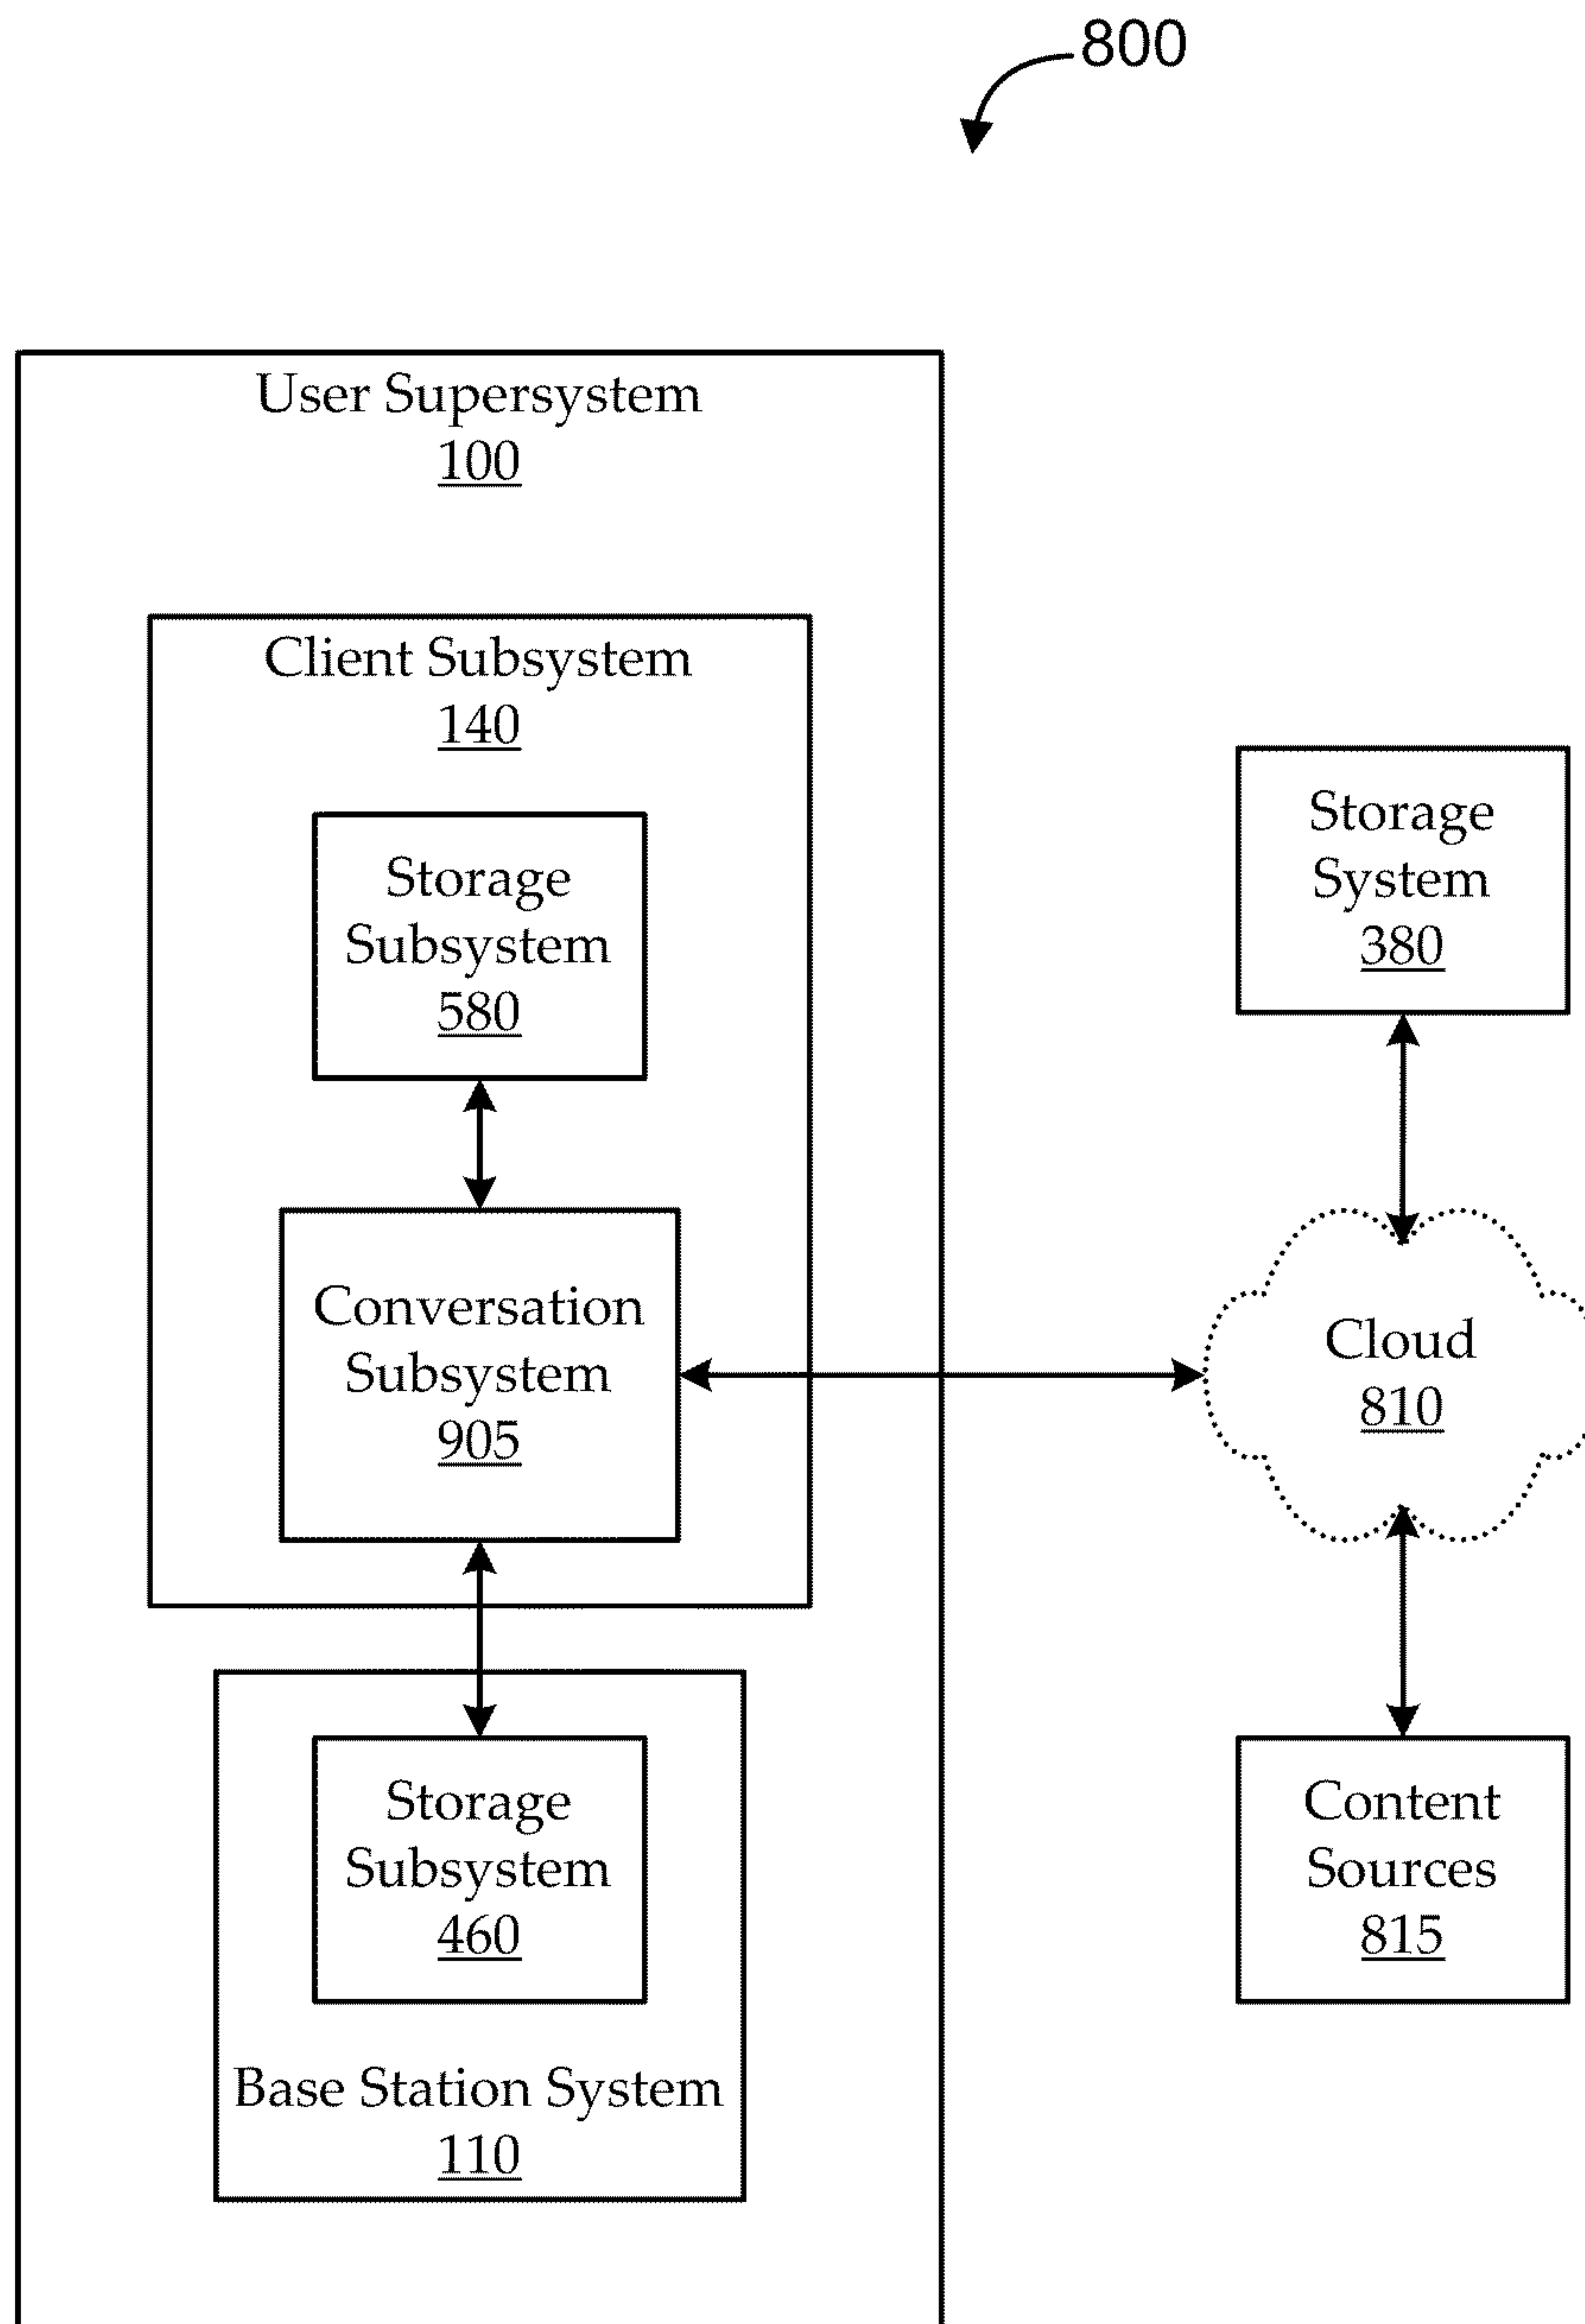 800
User Supersystem
100
Client Subsystem
140
Storage
Subsystem
580
Conversation
Subsystem
905
Storage
Subsystem
460
Base Station System
110
Storage
System
380
Cloud
810
Content
Sources
815